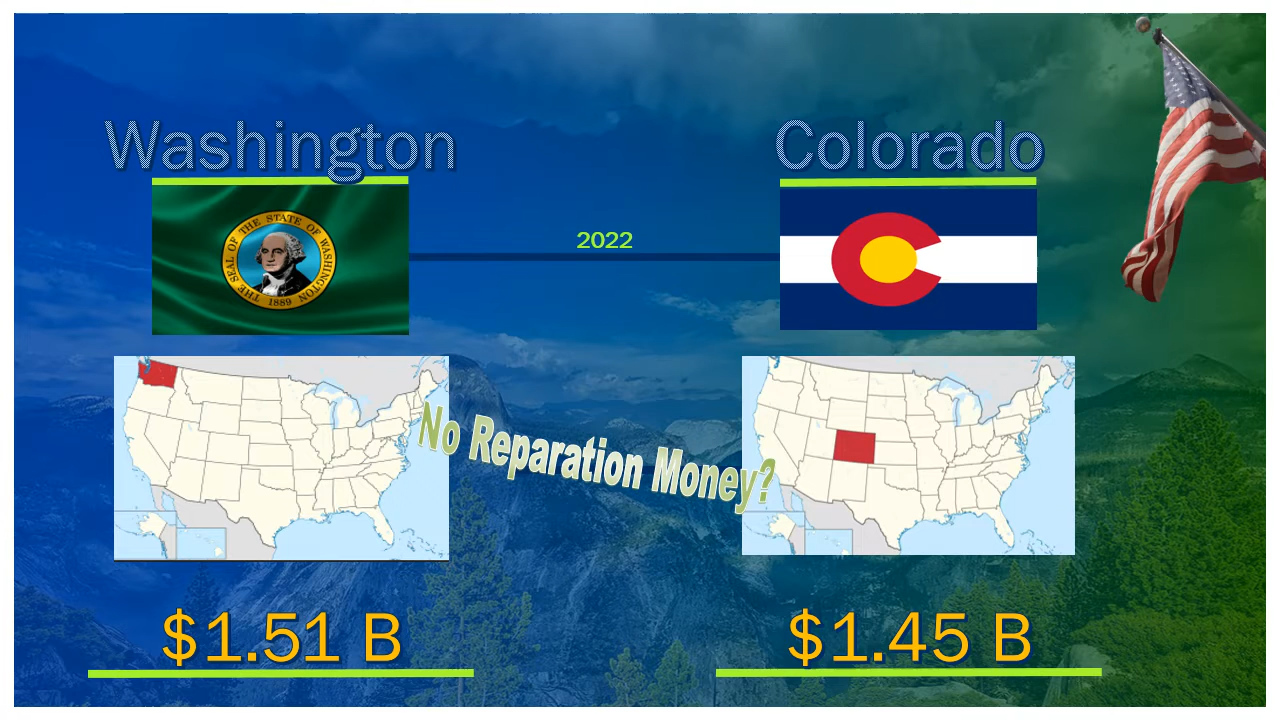 Washington
Colorado
2022
THE SEAL OF THE STATE OF WASHINGTON
1889
No Reparation Money?
$1.51 B
$1.45 B